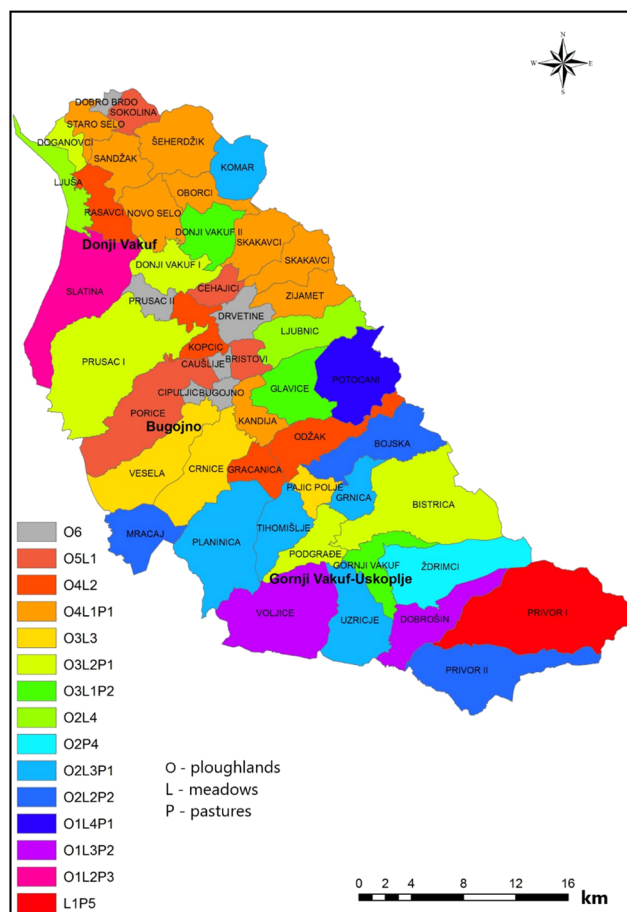 N
W E
S
DOBRO BRDO
SOKOLINA
STARO SELO
ŠEHERDŽIK
DOGANOVCI
SANDŽAK
KOMAR
LJUŠA
OBORCI
RASAVCI
NOVO SELO
DONJI VAKUF II
Donji Vakuf
SKAKAVCI
DONJI VAKUF I
SKAKAVCI
SLATINA
CEHAJICI
ZIJAMET
PRUSAC II
DRVETINE
LJUBNIC
KOPCIC
PRUSAC I
CAUŠLIJE
BRISTOVI
POTOCANI
CIPULJIC
BUGOJNO
GLAVICE
PORICE
Bugojno
KANDIJA
ODŽAK
BOJSKA
CRNICE
VESELA
GRACANICA
PAJIC POLJE
GRNICA
BISTRICA
MRACAJ
PLANINICA
TIHOMIŠLJE
PODGRAĐE
GORNJI VAKUF
ŽDRIMCI
Gornji Vakuf-Uskoplje
VOLJICE
UZRICJE
DOBROŠIN
PRIVOR I
PRIVOR II
O6
O5L1
O4L2
O4L1P1
O3L3
O3L2P1
O3L1P2
O2L4
O2P4
O2L3P1
O2L2P2
O1L4P1
O1L3P2
O1L2P3
L1P5
O - ploughlands
L - meadows
P - pastures
0 2 4 8 12 16
km